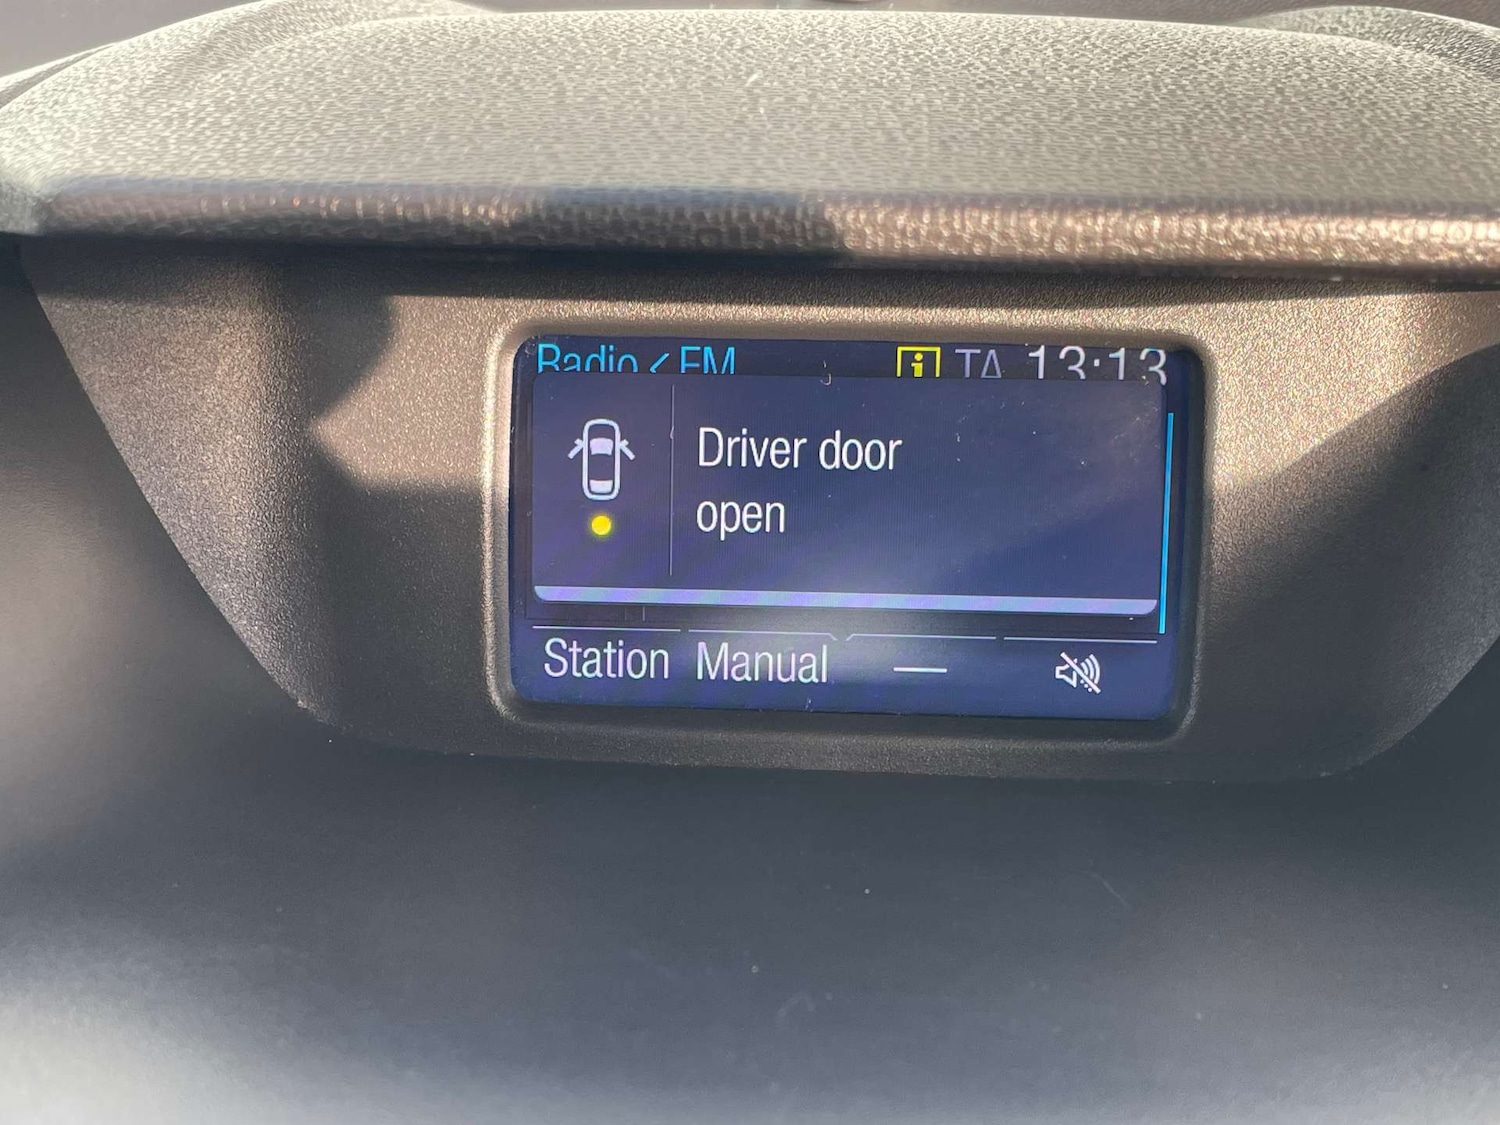 Radio < FM i TA 13:13
Driver door
open
Station Manual